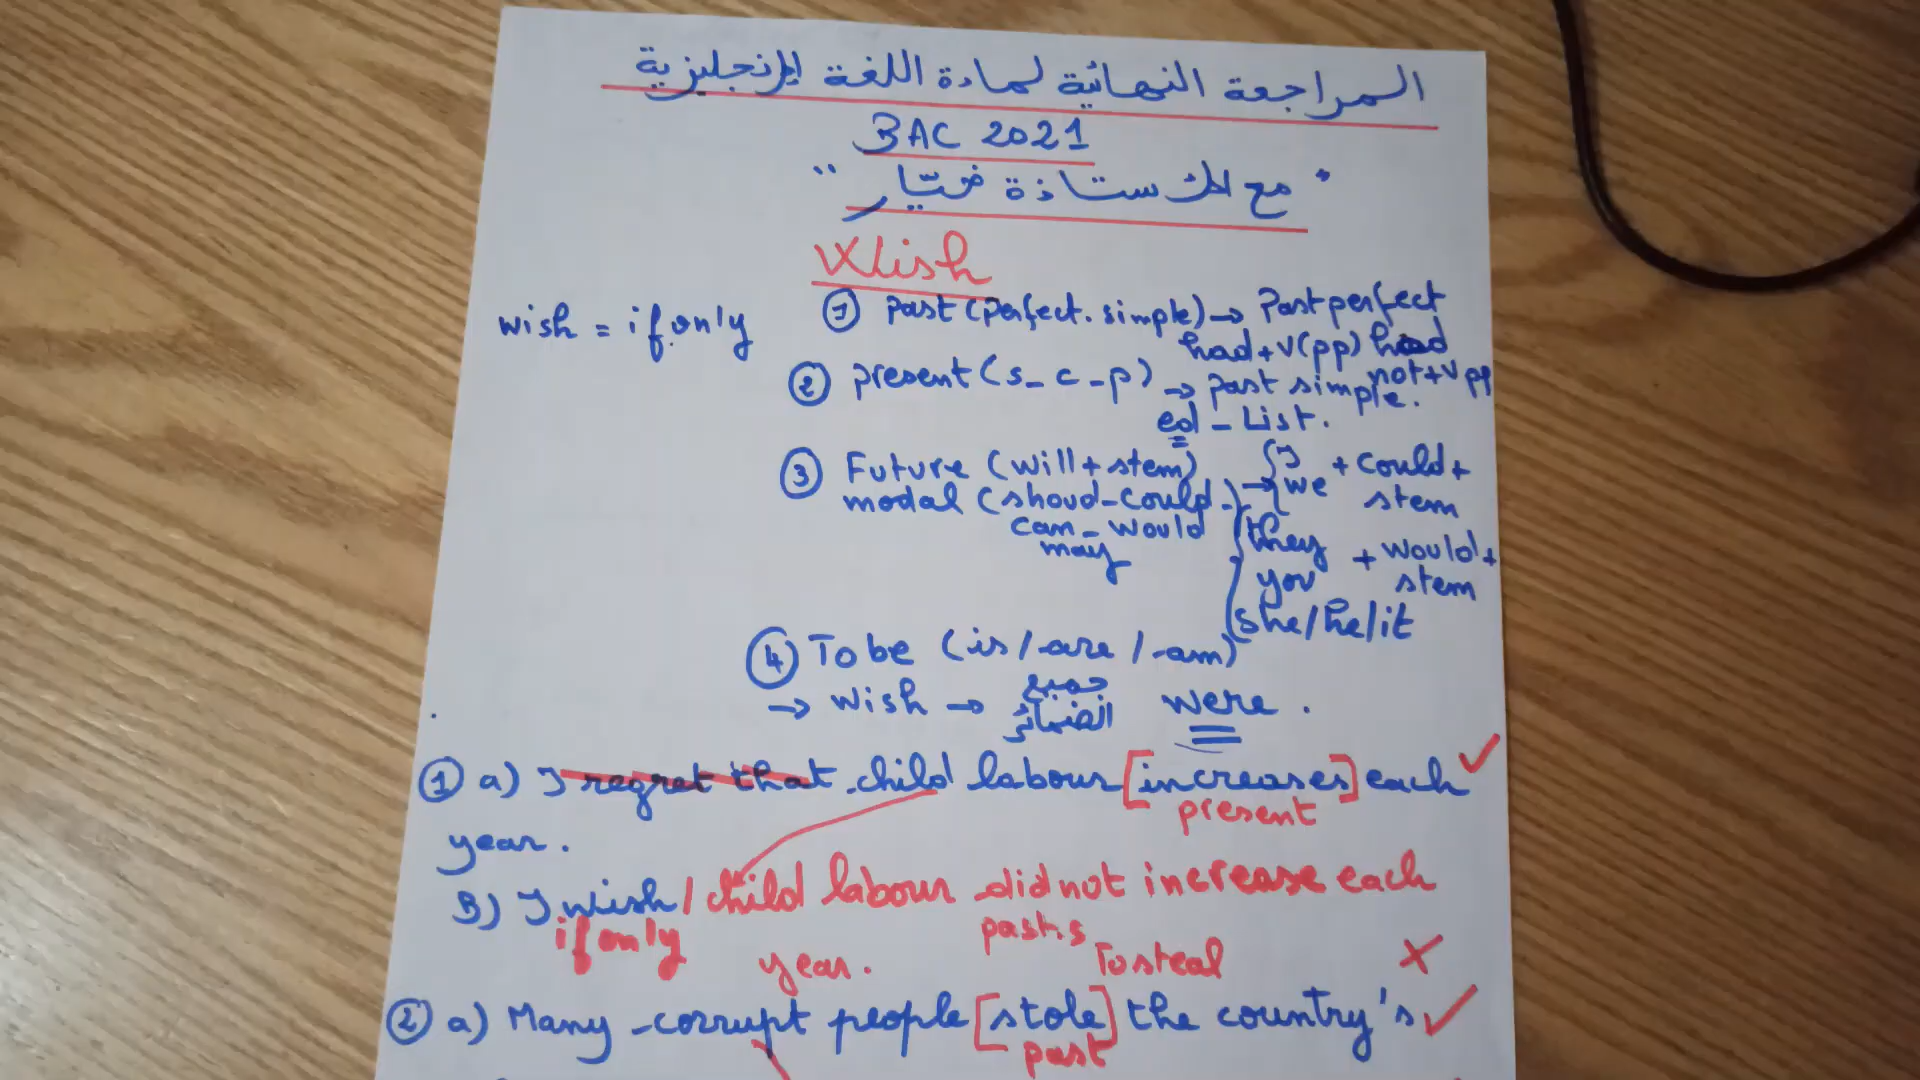 المراجعة النهائية لمادة اللغة الإنجليزية
BAC 2021
" مع الأستاذة خيّار "
Wish
wish = if only
① past (perfect. simple) → Past perfect
had + V(pp) had not + V pp
② present (s - c - p) → past simple.
ed - List.
③ Future (will + stem) → { I we + could + stem
modal (shoud - could - can - would may
{ they you she/he/it + would + stem
④ To be (is / are / am)
→ wish → جميع الضمائر were.
① a) I regret that child labour [increases] each ✓
present
year.
B) I wish / child labour did not increase each
if only past.s
year. To steal ✗
② a) Many corrupt people [stole] the country's ✓
past